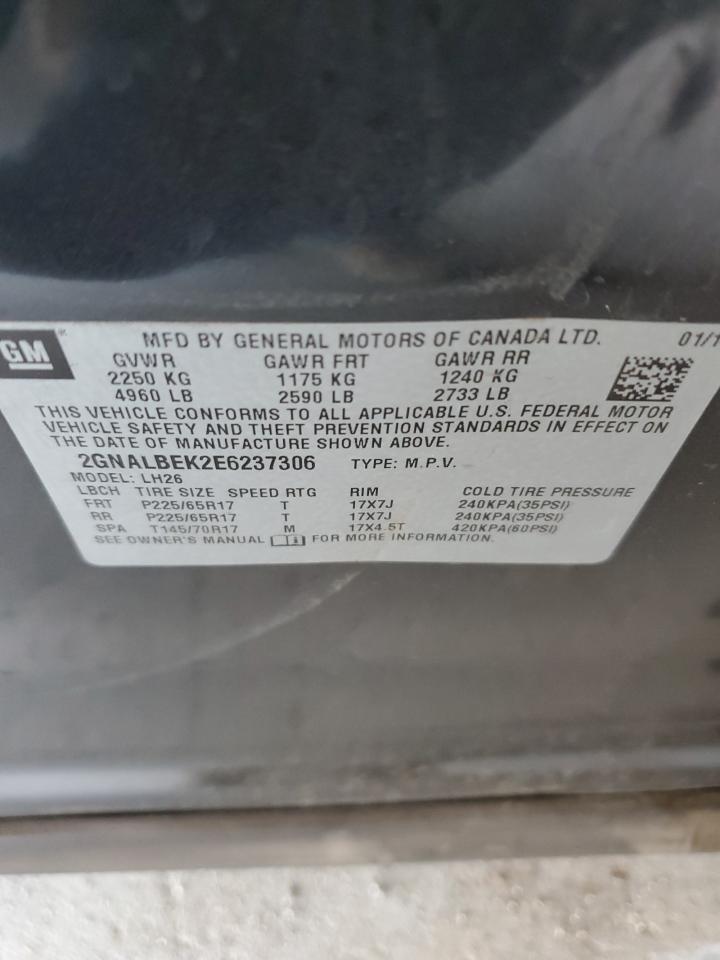 GM
MFD BY GENERAL MOTORS OF CANADA LTD. 01/1
GVWR GAWR FRT GAWR RR
2250 KG 1175 KG 1240 KG
4960 LB 2590 LB 2733 LB
THIS VEHICLE CONFORMS TO ALL APPLICABLE U.S. FEDERAL MOTOR
VEHICLE SAFETY AND THEFT PREVENTION STANDARDS IN EFFECT ON
THE DATE OF MANUFACTURE SHOWN ABOVE.
2GNALBEK2E6237306 TYPE: M.P.V.
MODEL: LH26
LBCH TIRE SIZE SPEED RTG RIM COLD TIRE PRESSURE
FRT P225/65R17 T 17X7J 240KPA(35PSI)
RR P225/65R17 T 17X7J 240KPA(35PSI)
SPA T145/70R17 M 17X4.5T 420KPA(60PSI)
SEE OWNER'S MANUAL FOR MORE INFORMATION.